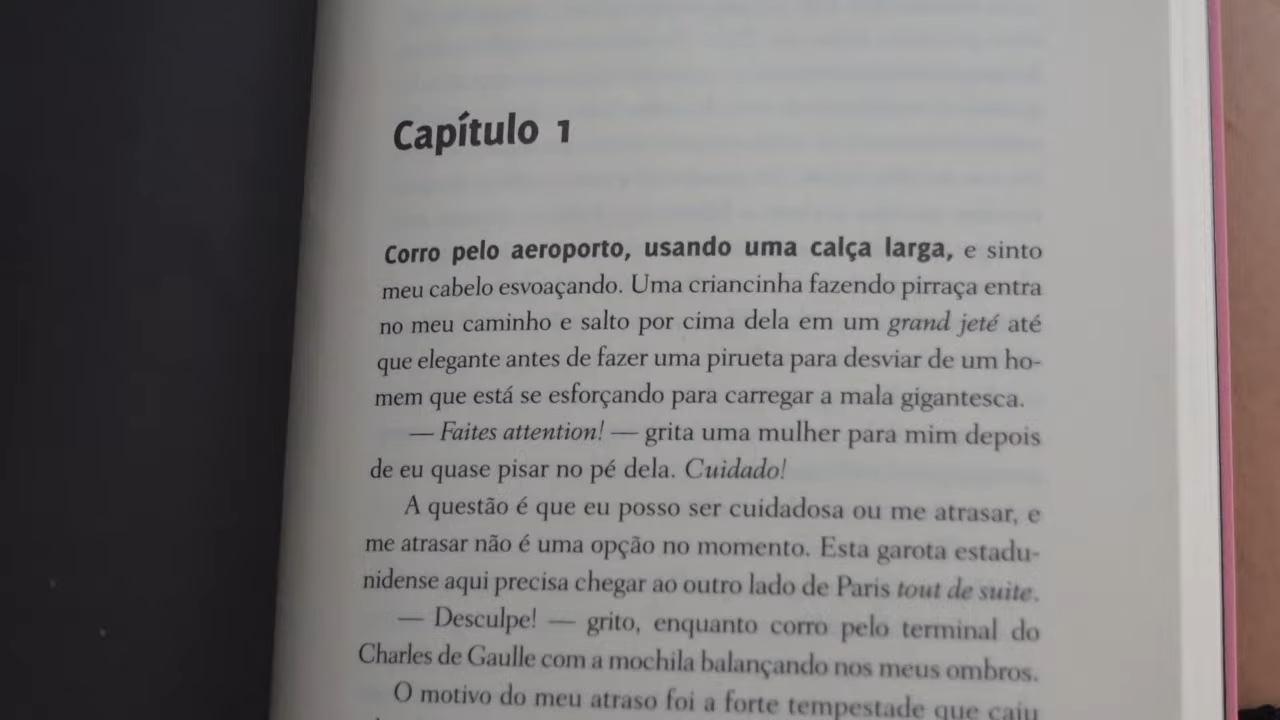 Capítulo 1
Corro pelo aeroporto, usando uma calça larga, e sinto
meu cabelo esvoaçando. Uma criancinha fazendo pirraça entra
no meu caminho e salto por cima dela em um grand jeté até
que elegante antes de fazer uma pirueta para desviar de um ho-
mem que está se esforçando para carregar a mala gigantesca.
— Faites attention! — grita uma mulher para mim depois
de eu quase pisar no pé dela. Cuidado!
A questão é que eu posso ser cuidadosa ou me atrasar, e
me atrasar não é uma opção no momento. Esta garota estadu-
nidense aqui precisa chegar ao outro lado de Paris tout de suite.
— Desculpe! — grito, enquanto corro pelo terminal do
Charles de Gaulle com a mochila balançando nos meus ombros.
O motivo do meu atraso foi a forte tempestade que caiu